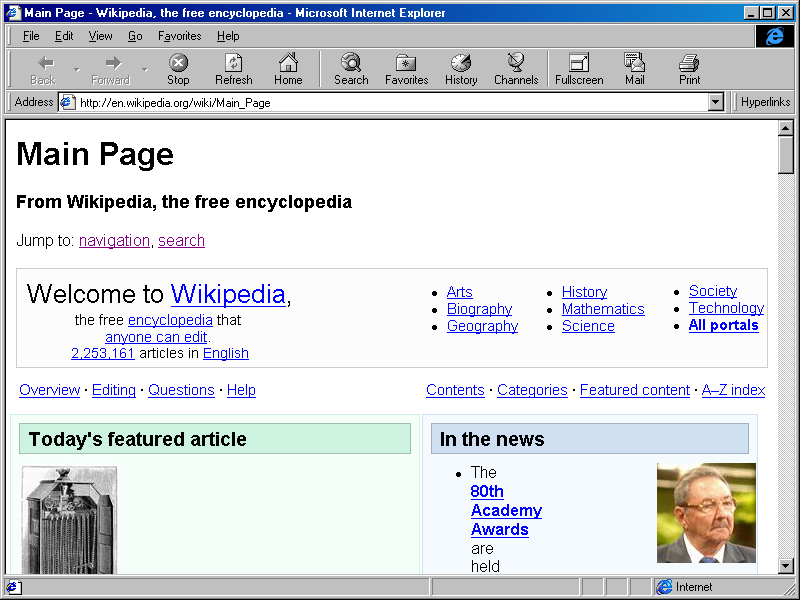 Main Page - Wikipedia, the free encyclopedia - Microsoft Internet Explorer
File Edit View Go Favorites Help
Back Forward Stop Refresh Home Search Favorites History Channels Fullscreen Mail Print
Address http://en.wikipedia.org/wiki/Main_Page Hyperlinks
Main Page
From Wikipedia, the free encyclopedia
Jump to: navigation, search
Welcome to Wikipedia,
the free encyclopedia that
anyone can edit.
2,253,161 articles in English
Arts
Biography
Geography
History
Mathematics
Science
Society
Technology
All portals
Overview · Editing · Questions · Help
Contents · Categories · Featured content · A–Z index
Today's featured article
In the news
The
80th
Academy
Awards
are
held
Internet